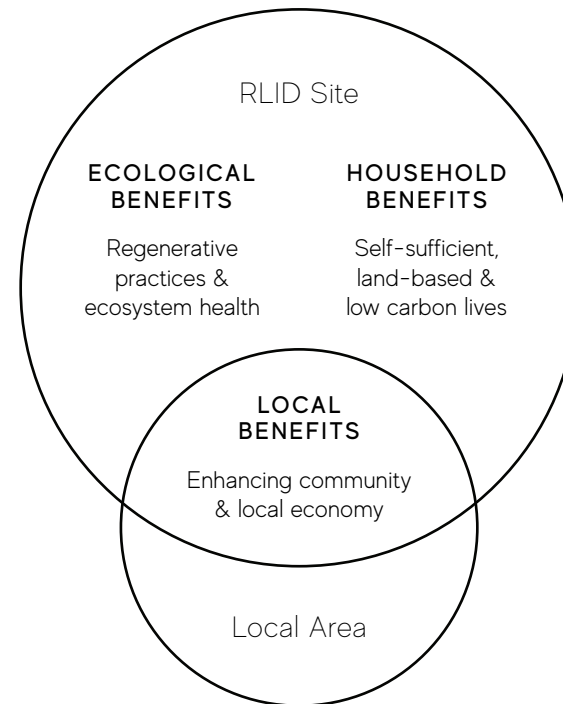 RLID Site
ECOLOGICAL
BENEFITS
Regenerative
practices &
ecosystem health
HOUSEHOLD
BENEFITS
Self-sufficient,
land-based &
low carbon lives
LOCAL
BENEFITS
Enhancing community
& local economy
Local Area